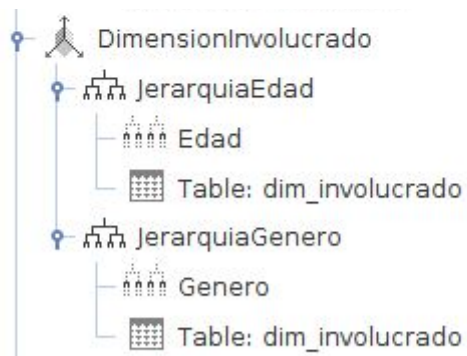 DimensionInvolucrado
JerarquiaEdad
Edad
Table: dim_involucrado
JerarquiaGenero
Genero
Table: dim_involucrado